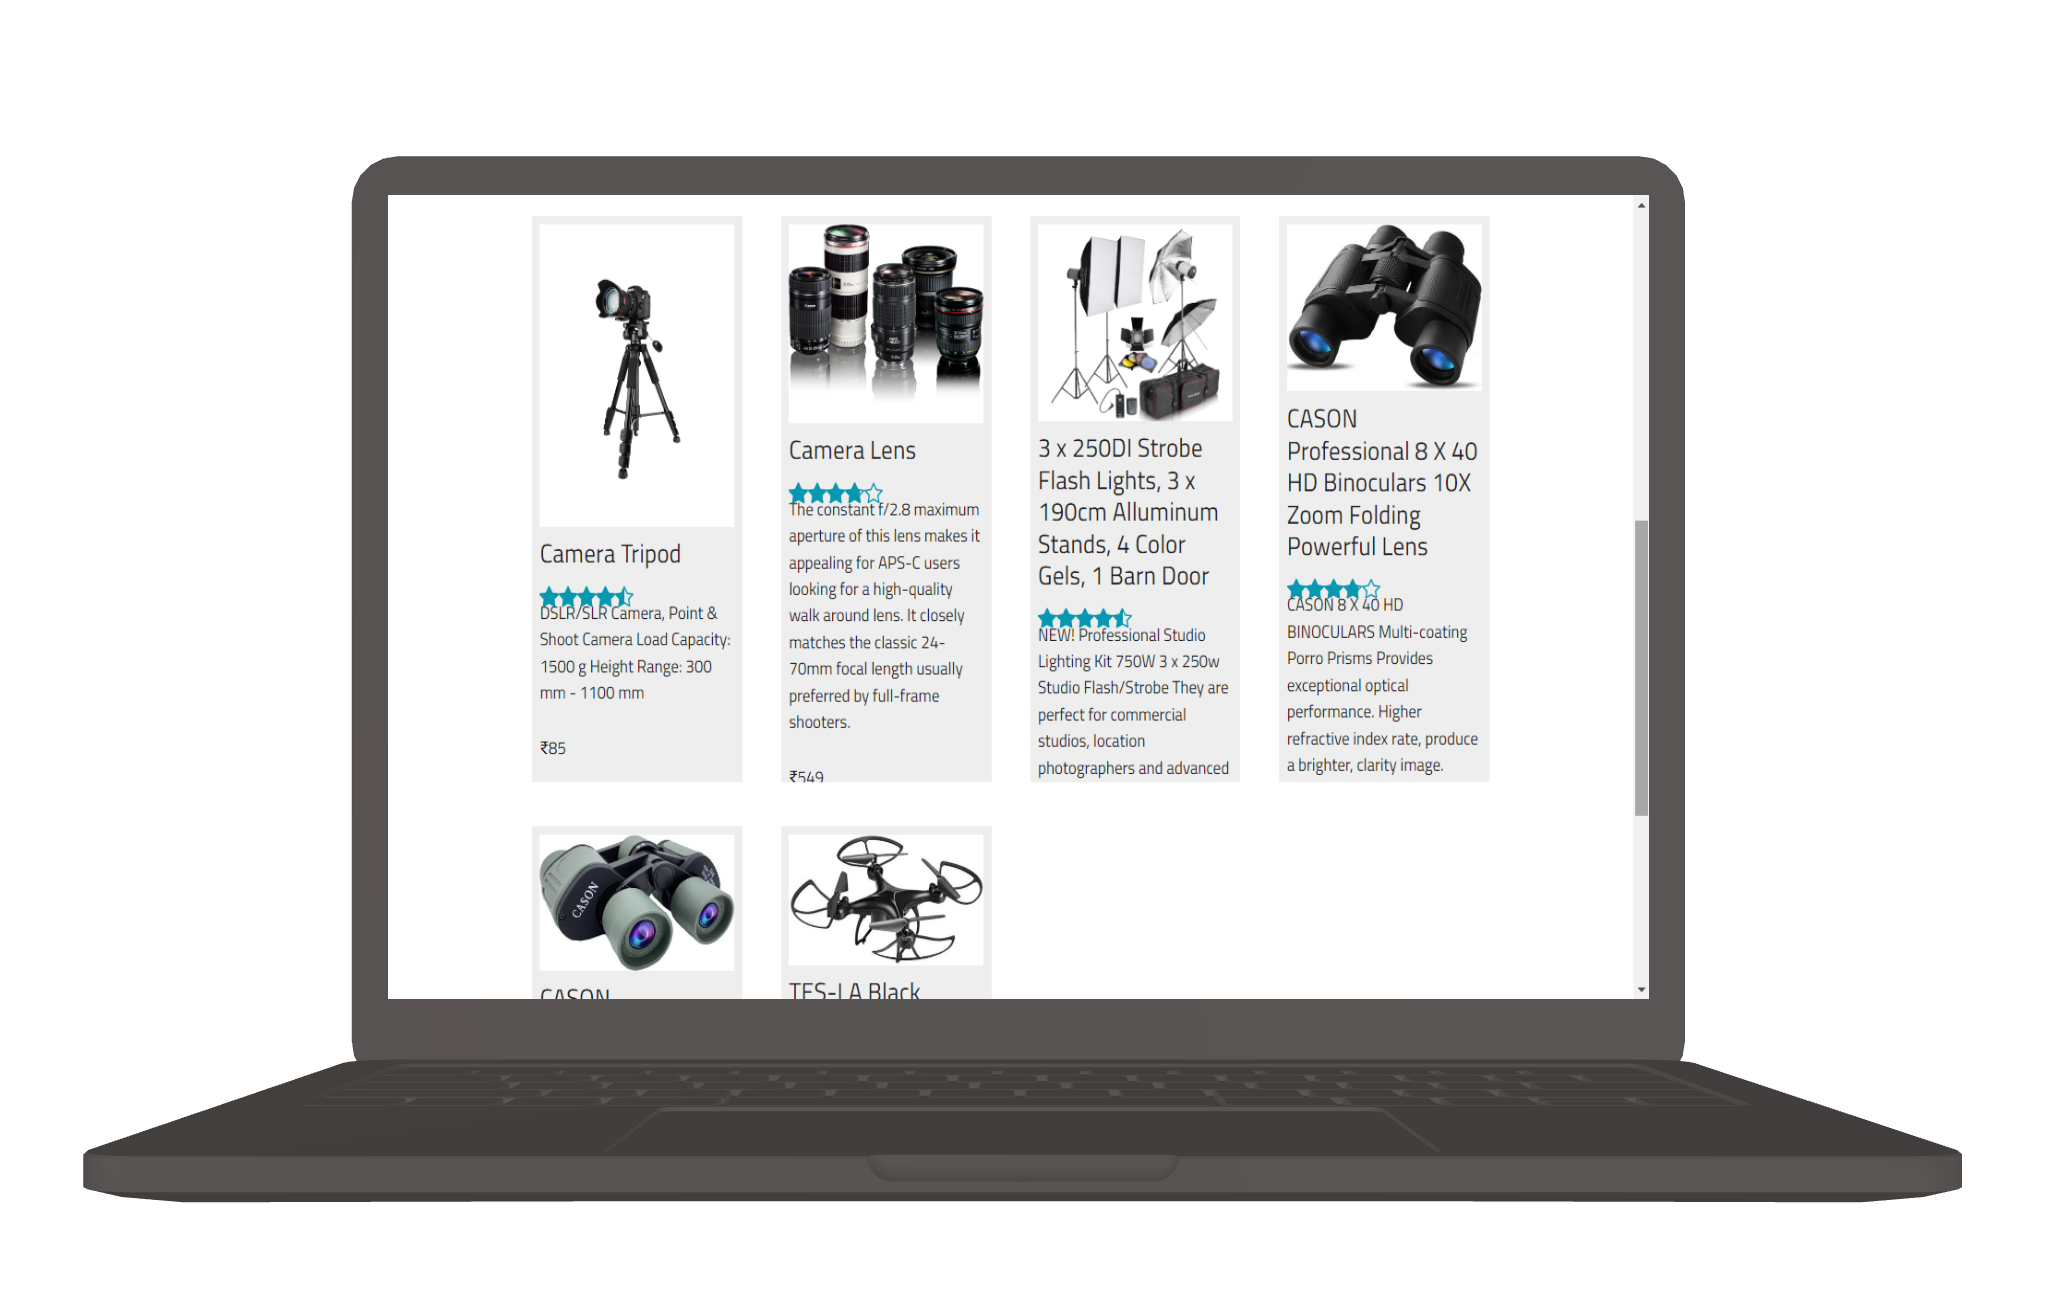 Camera Tripod
DSLR/SLR Camera, Point &
Shoot Camera Load Capacity:
1500 g Height Range: 300
mm - 1100 mm
₹85
Camera Lens
The constant f/2.8 maximum
aperture of this lens makes it
appealing for APS-C users
looking for a high-quality
walk around lens. It closely
matches the classic 24-
70mm focal length usually
preferred by full-frame
shooters.
₹549
3 x 250DI Strobe
Flash Lights, 3 x
190cm Alluminum
Stands, 4 Color
Gels, 1 Barn Door
NEW! Professional Studio
Lighting Kit 750W 3 x 250w
Studio Flash/Strobe They are
perfect for commercial
studios, location
photographers and advanced
CASON
Professional 8 X 40
HD Binoculars 10X
Zoom Folding
Powerful Lens
CASON 8 X 40 HD
BINOCULARS Multi-coating
Porro Prisms Provides
exceptional optical
performance. Higher
refractive index rate, produce
a brighter, clarity image.
CASON
CASON
TES-LA Black